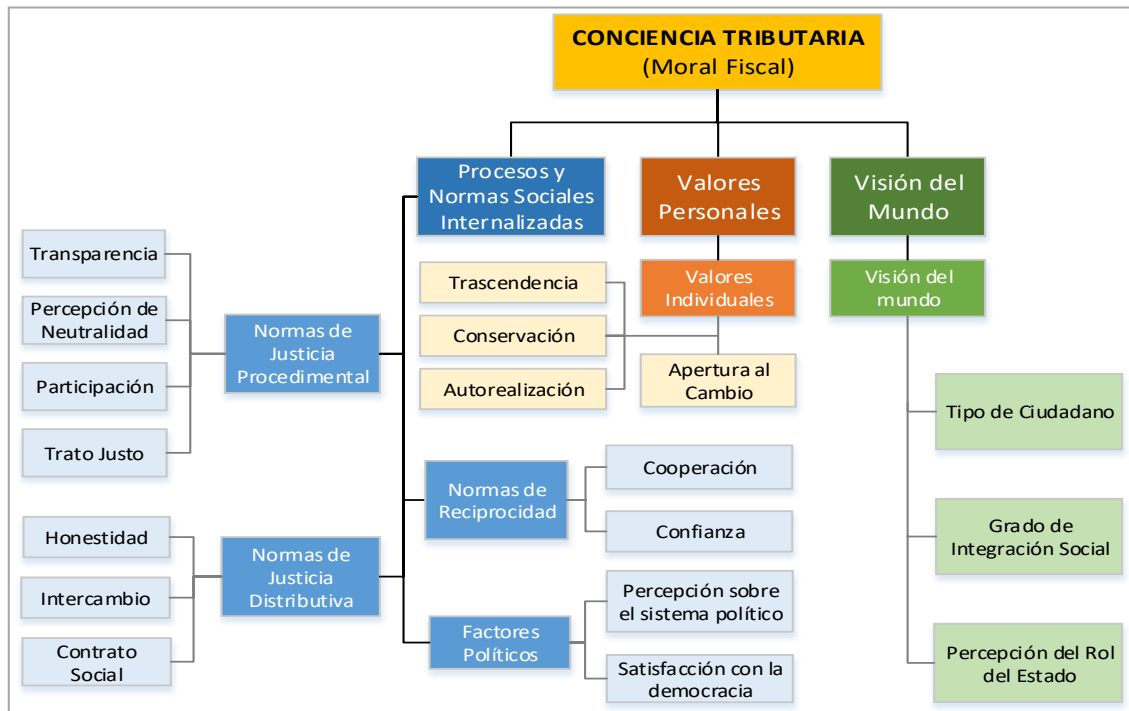 CONCIENCIA TRIBUTARIA
(Moral Fiscal)
Procesos y
Normas Sociales
Internalizadas
Valores
Personales
Visión del
Mundo
Valores
Individuales
Visión del
mundo
Trascendencia
Conservación
Autorealización
Apertura al
Cambio
Transparencia
Percepción de
Neutralidad
Participación
Trato Justo
Normas de
Justicia
Procedimental
Honestidad
Intercambio
Contrato
Social
Normas de
Justicia
Distributiva
Normas de
Reciprocidad
Cooperación
Confianza
Factores
Políticos
Percepción sobre
el sistema político
Satisfacción con la
democracia
Tipo de Ciudadano
Grado de
Integración Social
Percepción del Rol
del Estado